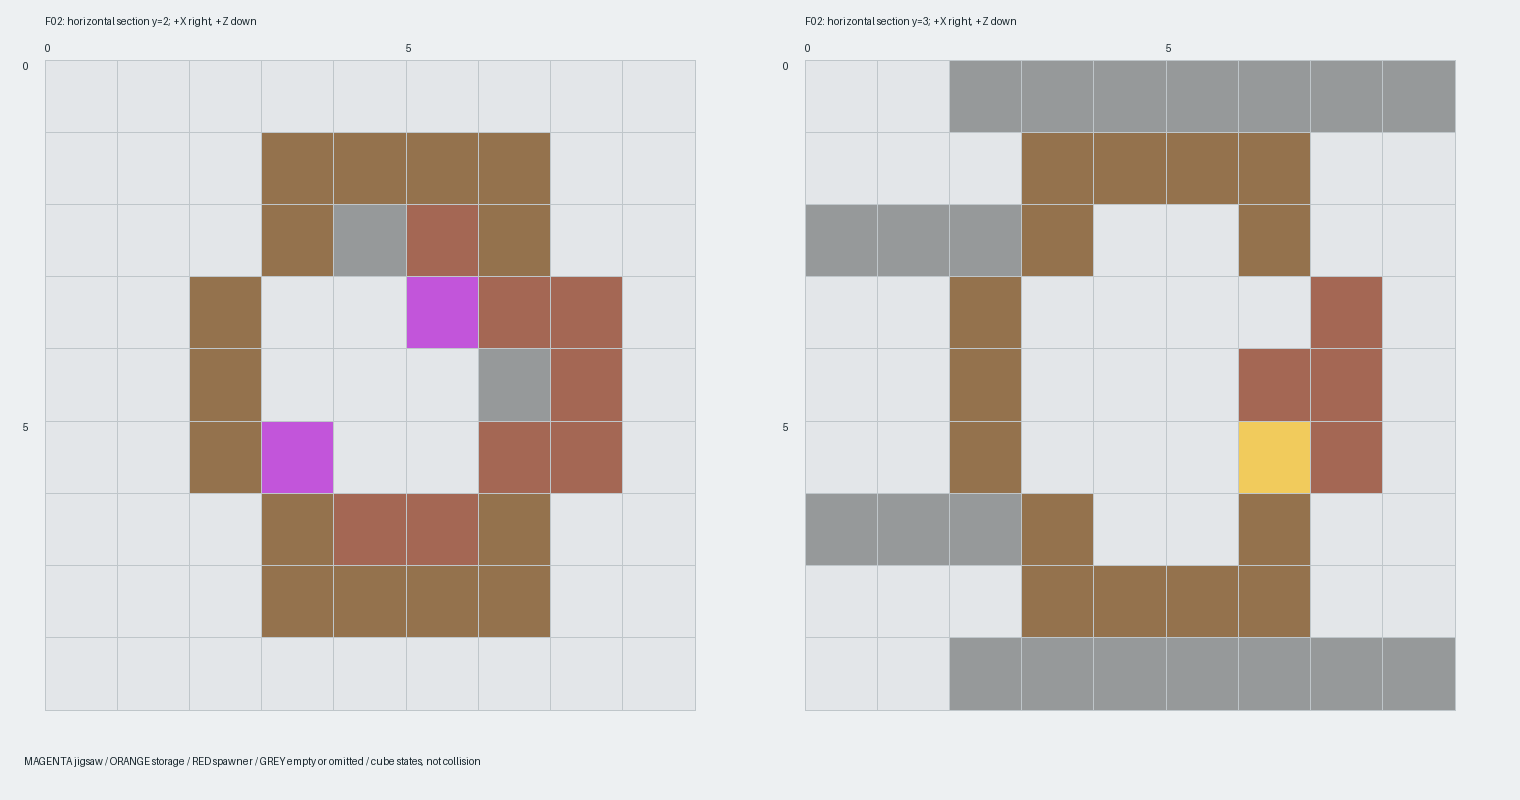 F02: horizontal section y=2; +X right, +Z down
F02: horizontal section y=3; +X right, +Z down
0 5
0 5
0
0
5
5
MAGENTA jigsaw / ORANGE storage / RED spawner / GREY empty or omitted / cube states, not collision